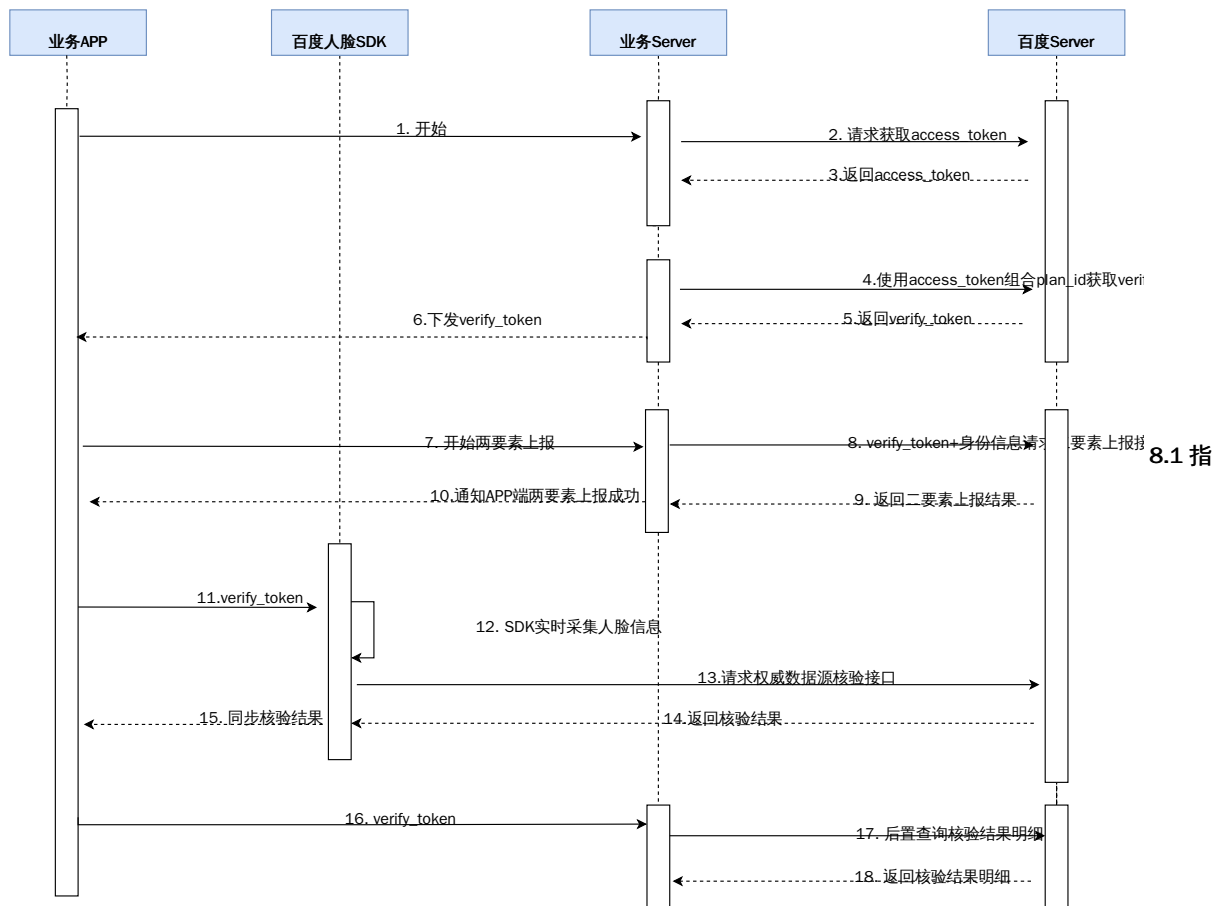 业务APP
百度人脸SDK
业务Server
百度Server
1. 开始
2. 请求获取access_token
3.返回access_token
4.使用access_token组合plan_id获取veri
5.返回verify_token
6.下发verify_token
7. 开始两要素上报
8. verify_token+身份信息请求 要素上报接
8.1 指
9. 返回二要素上报结果
10.通知APP端两要素上报成功
11.verify_token
12. SDK实时采集人脸信息
13.请求权威数据源核验接口
14.返回核验结果
15. 同步核验结果
16. verify_token
17. 后置查询核验结果明细
18. 返回核验结果明细